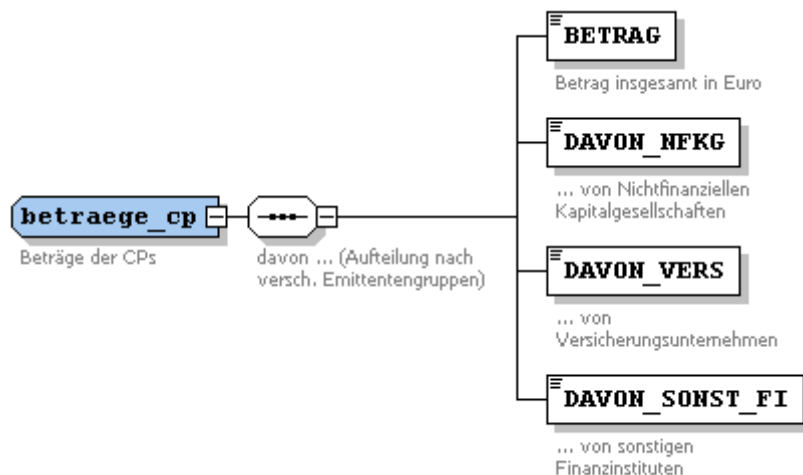 BETRAG
Betrag insgesamt in Euro
DAVON_NFKG
... von Nichtfinanziellen
Kapitalgesellschaften
betraege_cp
Beträge der CPs
davon ... (Aufteilung nach
versch. Emittentengruppen)
DAVON_VERS
... von
Versicherungsunternehmen
DAVON_SONST_FI
... von sonstigen
Finanzinstituten